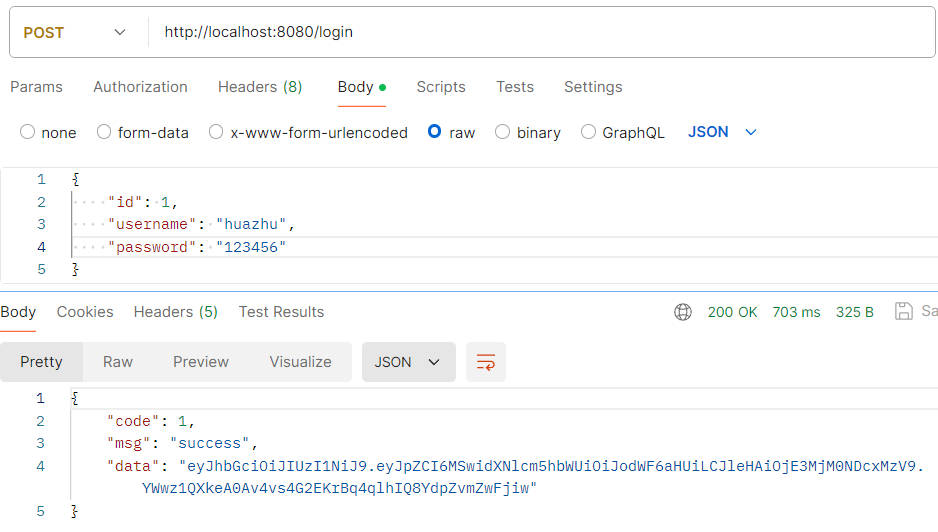 POST http://localhost:8080/login
Params Authorization Headers (8) Body Scripts Tests Settings
none form-data x-www-form-urlencoded raw binary GraphQL JSON
1 {
2 "id": 1,
3 "username": "huazhu",
4 "password": "123456"
5 }
Body Cookies Headers (5) Test Results 200 OK 703 ms 325 B Sa
Pretty Raw Preview Visualize JSON
1 {
2 "code": 1,
3 "msg": "success",
4 "data": "eyJhbGciOiJIUzI1NiJ9.eyJpZCI6MSwidXNlcm5hbWUiOiJodWF6aHUiLCJleHAiOjE3MjM0NDcxMzV9.
YWwz1QXkeA0Av4vs4G2EKrBq4qlhIQ8YdpZvmZwFjiw"
5 }